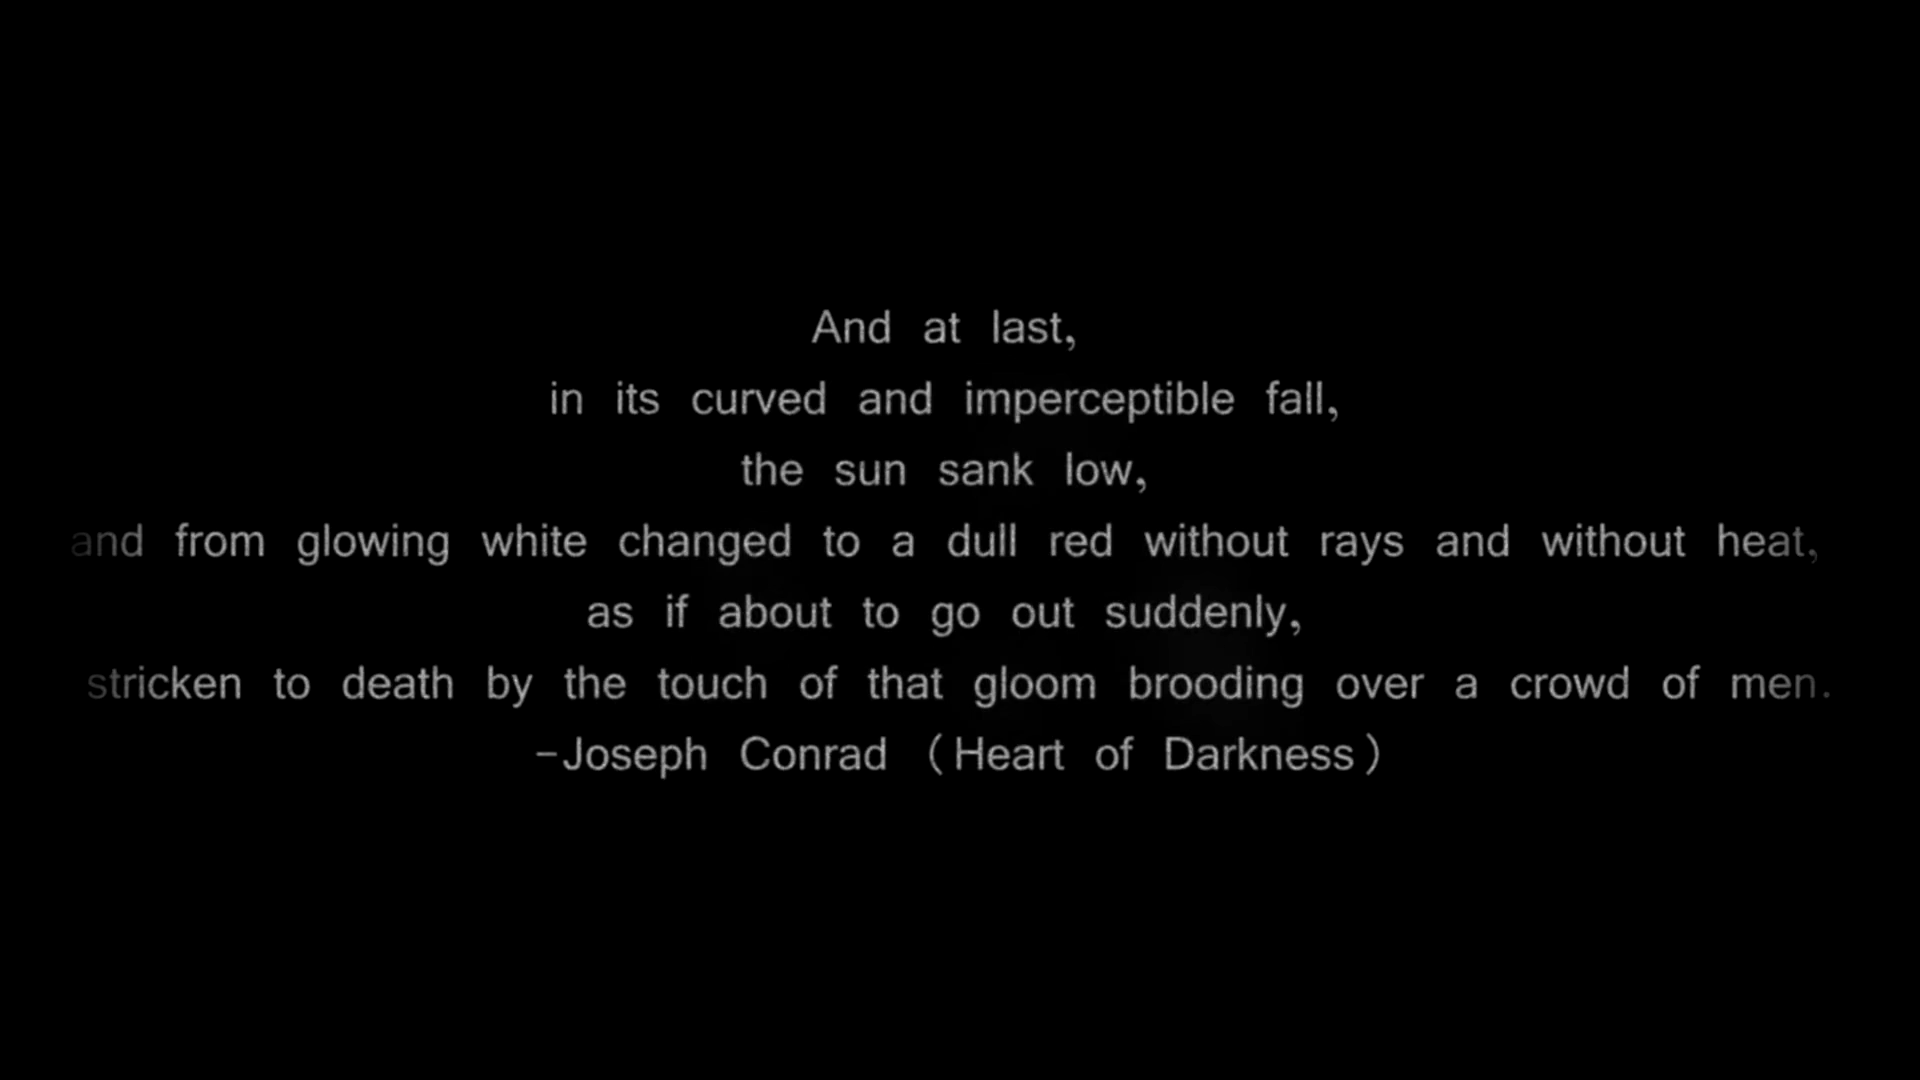 And at last,
in its curved and imperceptible fall,
the sun sank low,
and from glowing white changed to a dull red without rays and without heat,
as if about to go out suddenly,
stricken to death by the touch of that gloom brooding over a crowd of men.
-Joseph Conrad (Heart of Darkness)